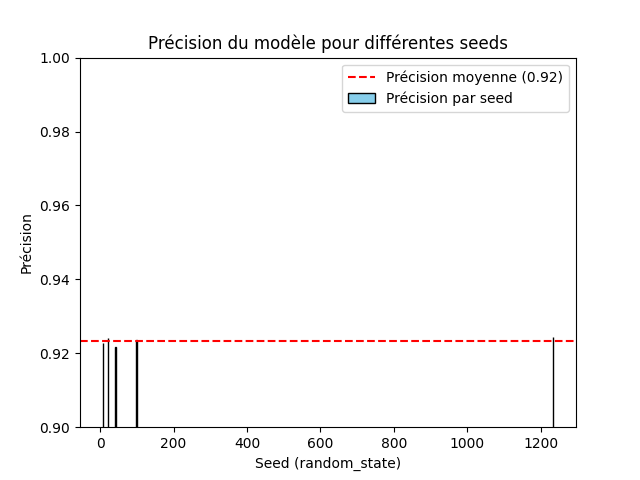 Précision du modèle pour différentes seeds
Précision moyenne (0.92)
Précision par seed
Précision
1.00
0.98
0.96
0.94
0.92
0.90
0 200 400 600 800 1000 1200
Seed (random_state)